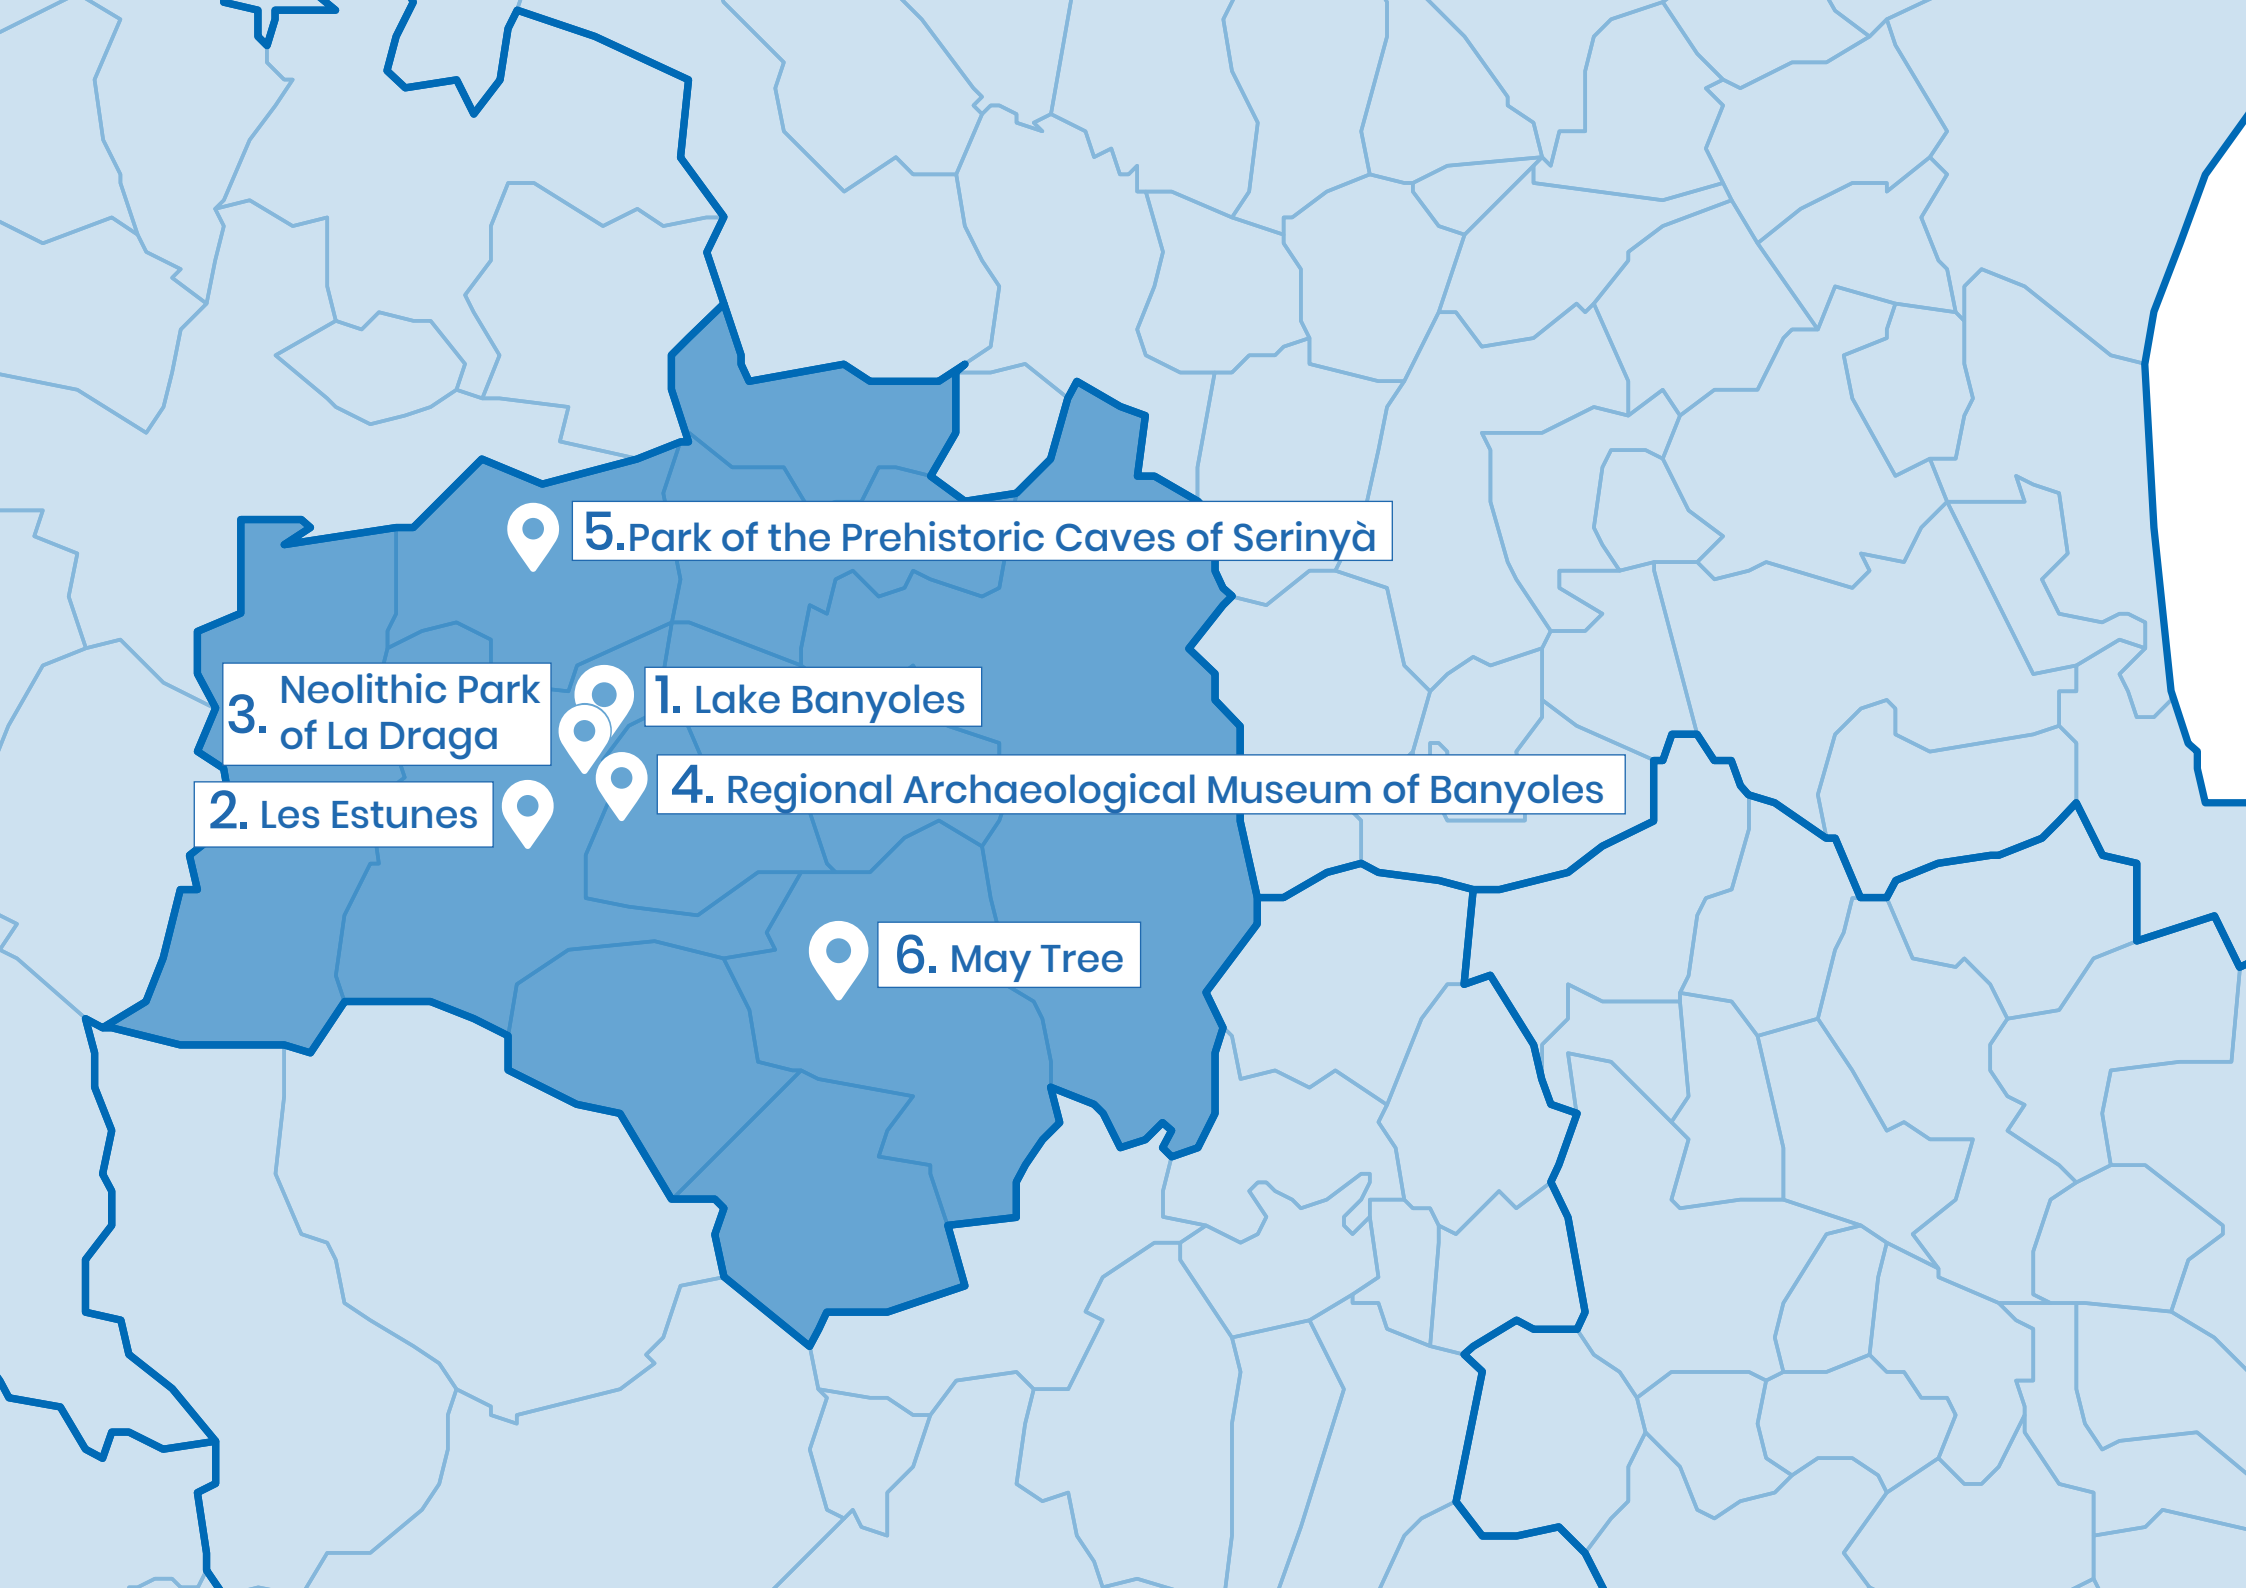 5.Park of the Prehistoric Caves of Serinyà
3. Neolithic Park
of La Draga
1. Lake Banyoles
4. Regional Archaeological Museum of Banyoles
2. Les Estunes
6. May Tree